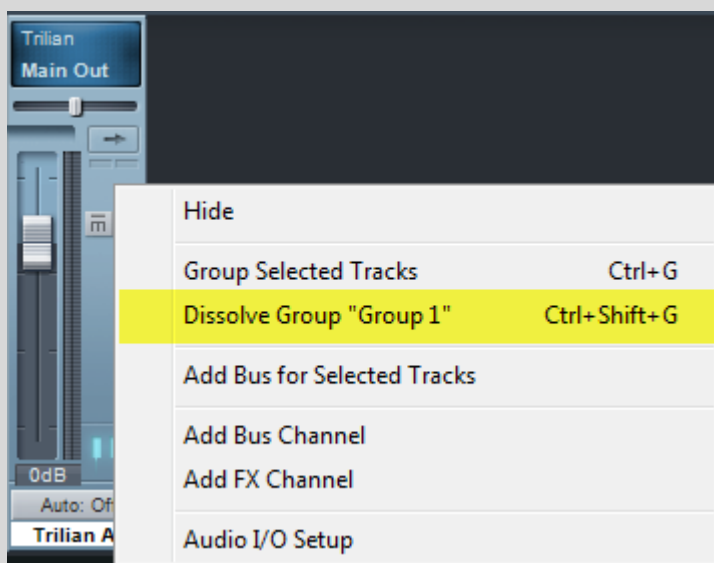 Trilian
Main Out
Hide
Group Selected Tracks Ctrl+G
Dissolve Group "Group 1" Ctrl+Shift+G
Add Bus for Selected Tracks
Add Bus Channel
Add FX Channel
0dB
Auto: Of
Trilian A
Audio I/O Setup